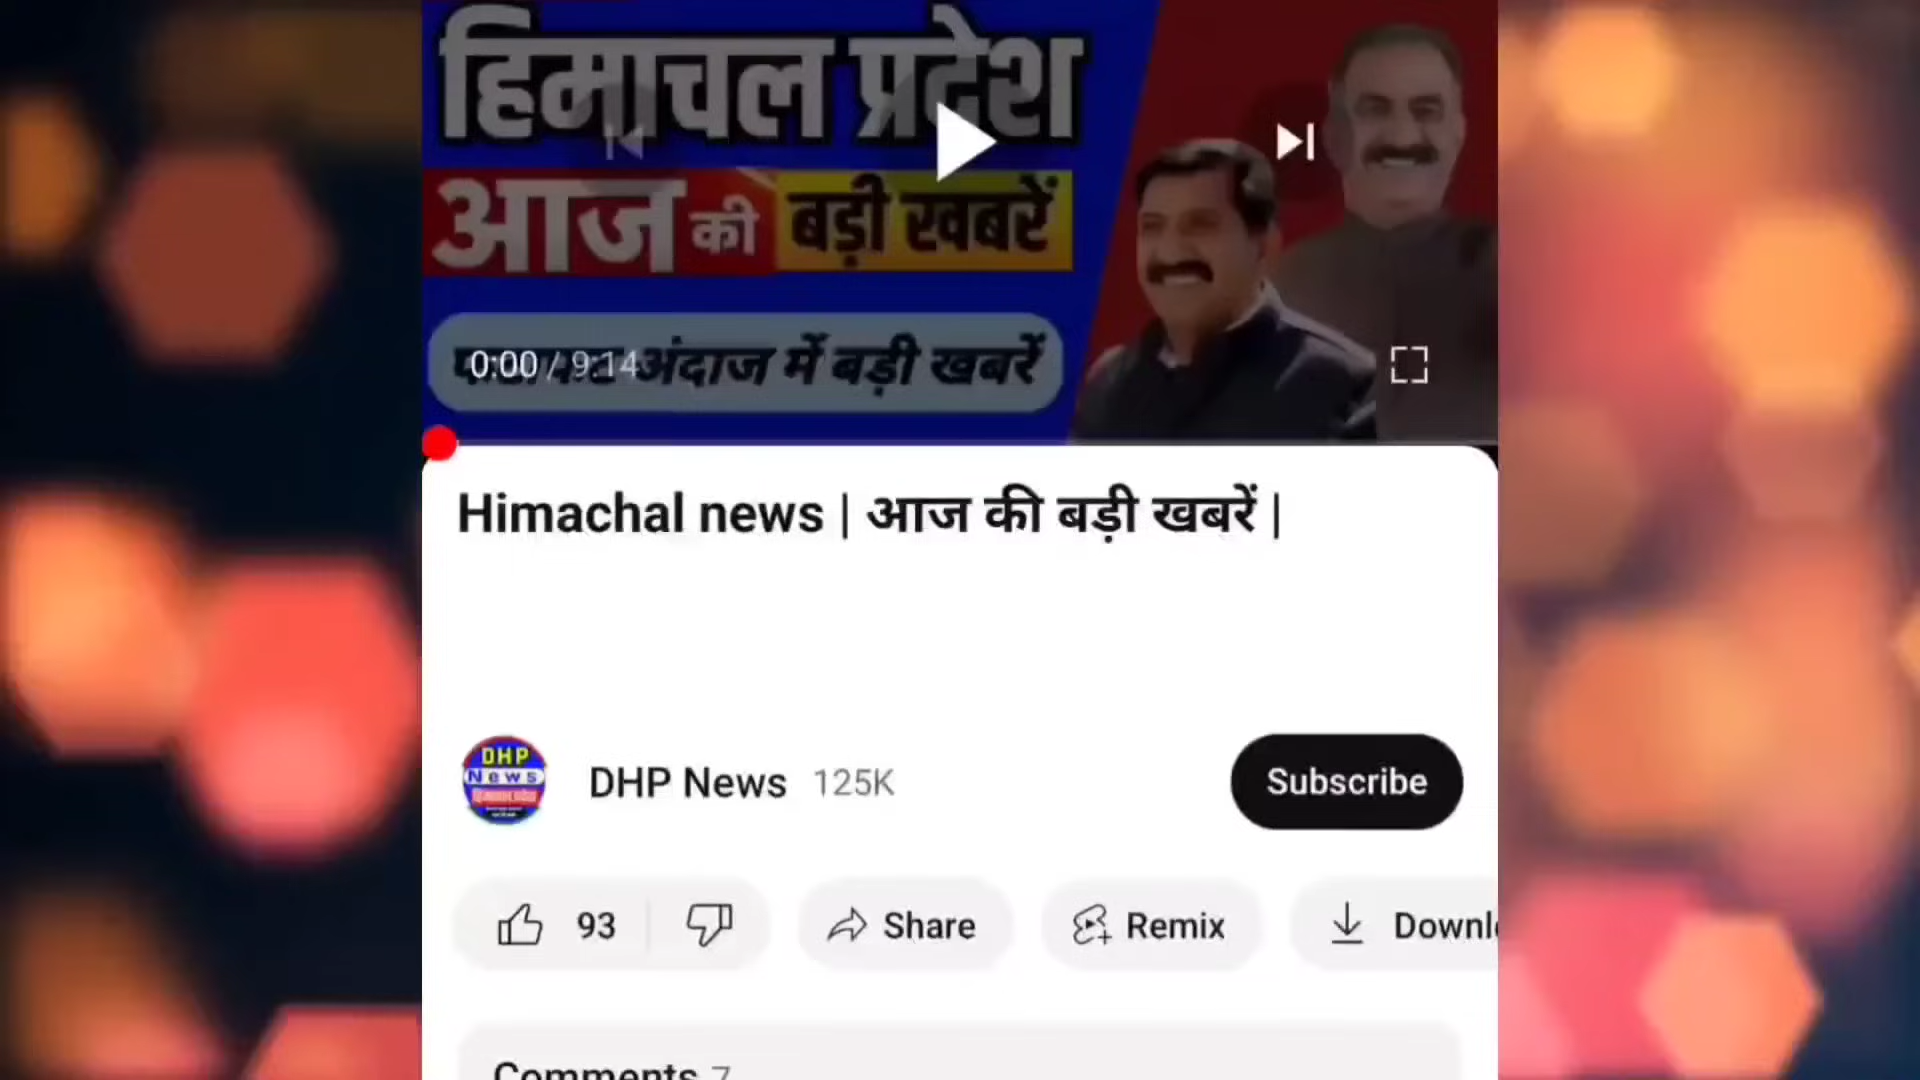 हिमाचल प्रदेश
आज की बड़ी खबरें
अंदाज में बड़ी खबरें
0:00 / 9:14
Himachal news | आज की बड़ी खबरें |
DHP
News
DHP News 125K
Subscribe
93
Share
Remix
Downl
Comments 7